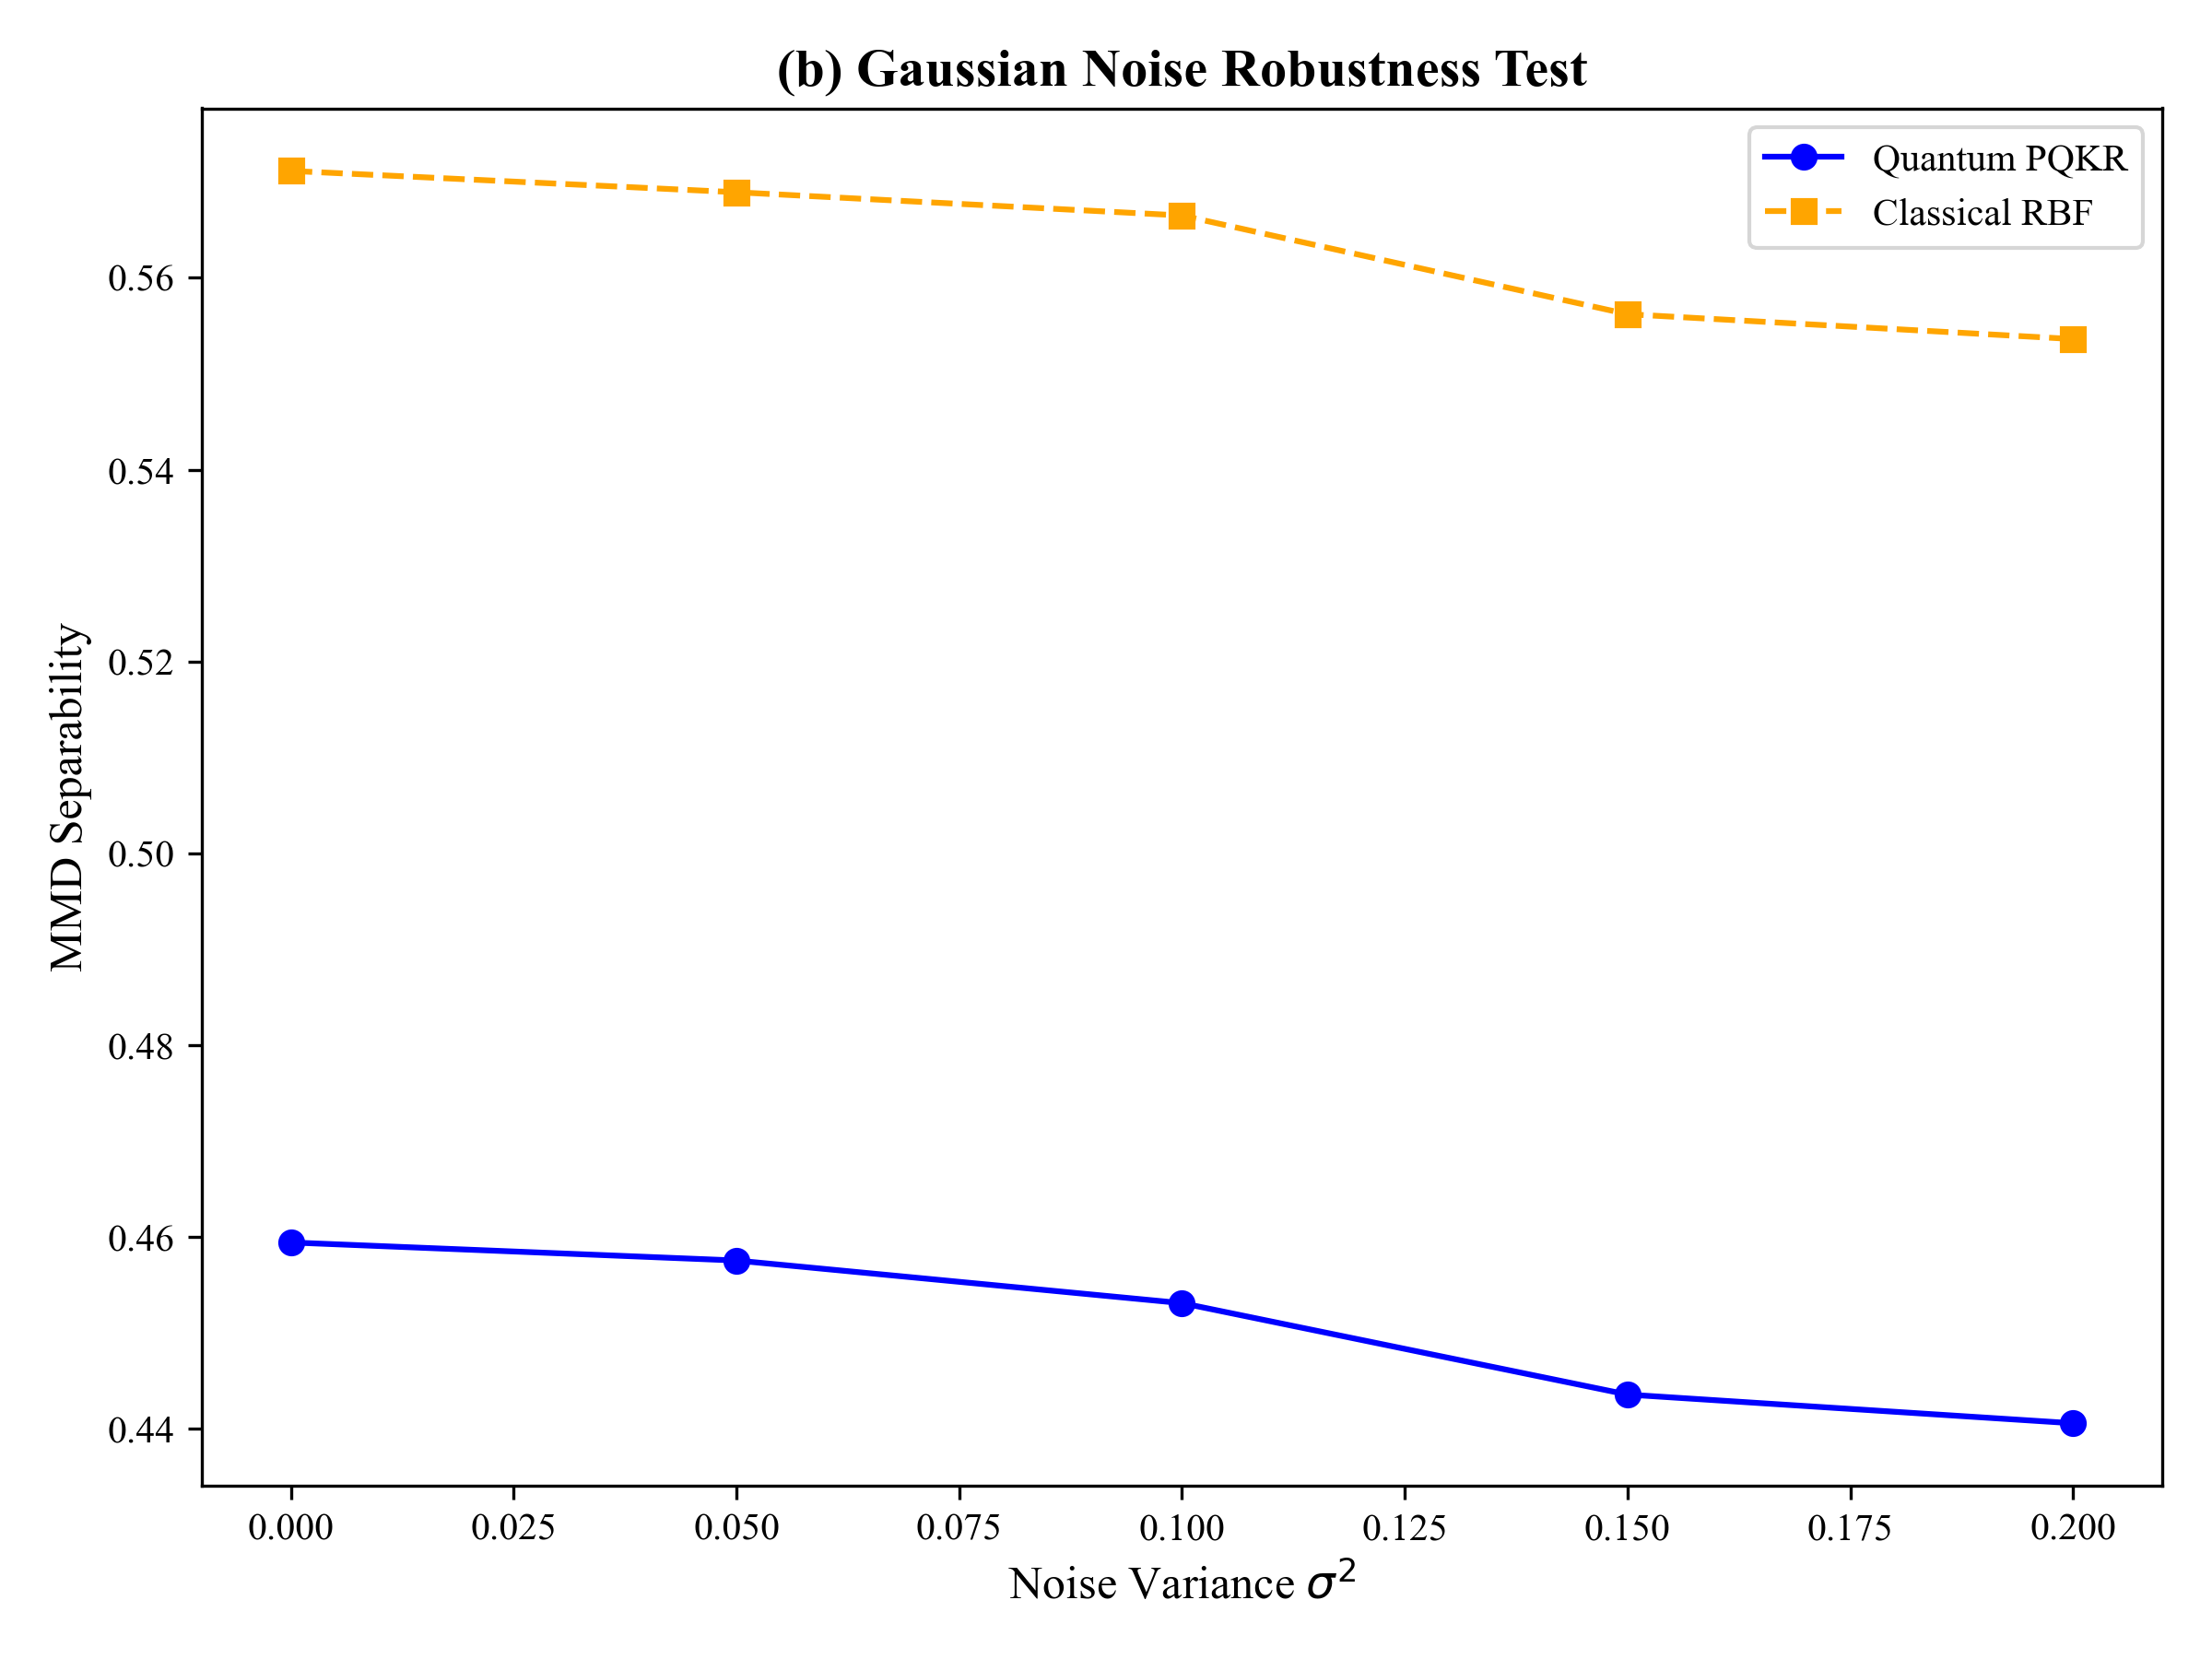 (b) Gaussian Noise Robustness Test
Quantum PQKR
Classical RBF
MMD Separability
0.56
0.54
0.52
0.50
0.48
0.46
0.44
0.000 0.025 0.050 0.075 0.100 0.125 0.150 0.175 0.200
Noise Variance σ²